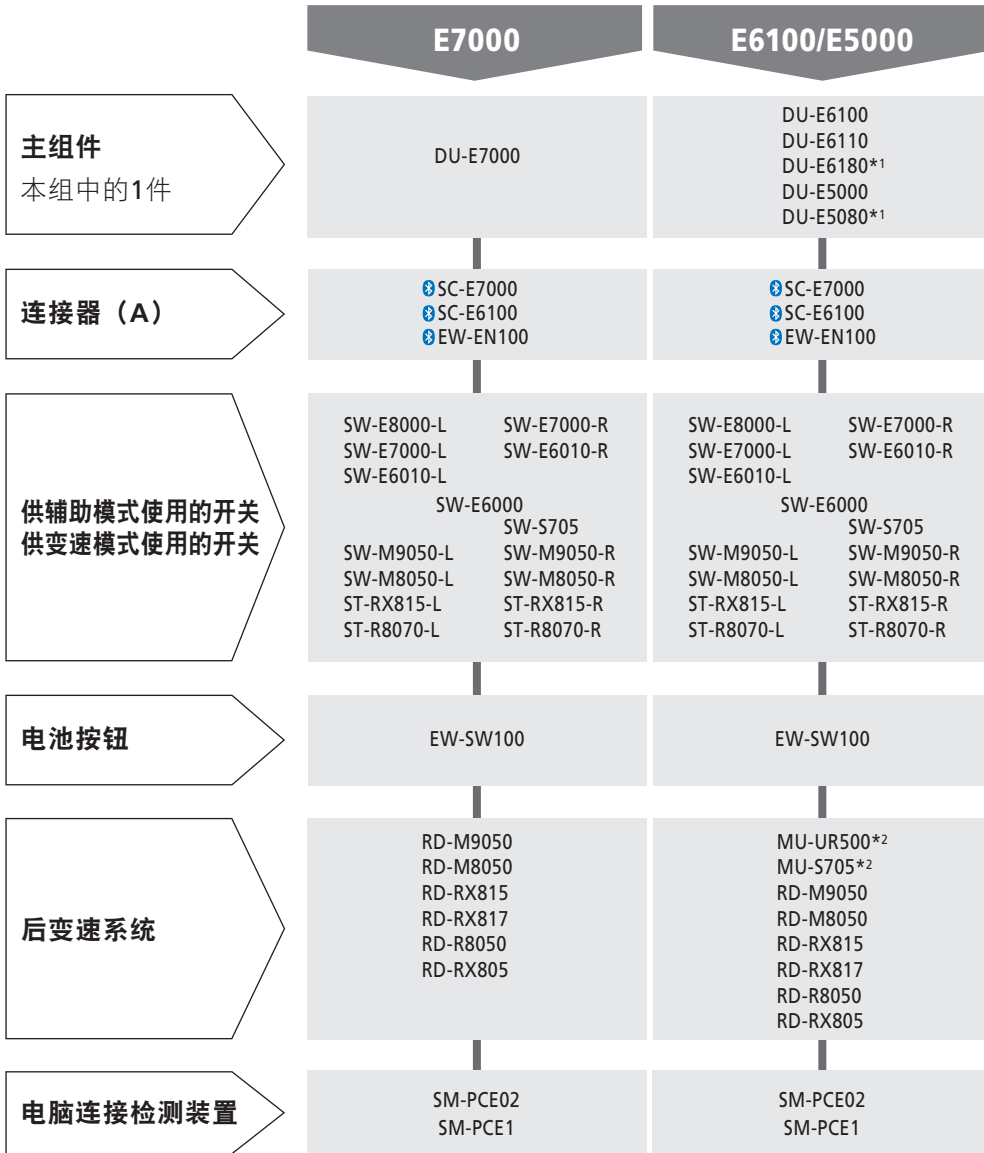 E7000
E6100/E5000
主组件
本组中的1件
DU-E7000
DU-E6100
DU-E6110
DU-E6180*1
DU-E5000
DU-E5080*1
连接器（A）
SC-E7000
SC-E6100
EW-EN100
SC-E7000
SC-E6100
EW-EN100
供辅助模式使用的开关
供变速模式使用的开关
SW-E8000-L SW-E7000-R
SW-E7000-L SW-E6010-R
SW-E6010-L
SW-E6000
SW-S705
SW-M9050-L SW-M9050-R
SW-M8050-L SW-M8050-R
ST-RX815-L ST-RX815-R
ST-R8070-L ST-R8070-R
SW-E8000-L SW-E7000-R
SW-E7000-L SW-E6010-R
SW-E6010-L
SW-E6000
SW-S705
SW-M9050-L SW-M9050-R
SW-M8050-L SW-M8050-R
ST-RX815-L ST-RX815-R
ST-R8070-L ST-R8070-R
电池按钮
EW-SW100
EW-SW100
后变速系统
RD-M9050
RD-M8050
RD-RX815
RD-RX817
RD-R8050
RD-RX805
MU-UR500*2
MU-S705*2
RD-M9050
RD-M8050
RD-RX815
RD-RX817
RD-R8050
RD-RX805
电脑连接检测装置
SM-PCE02
SM-PCE1
SM-PCE02
SM-PCE1